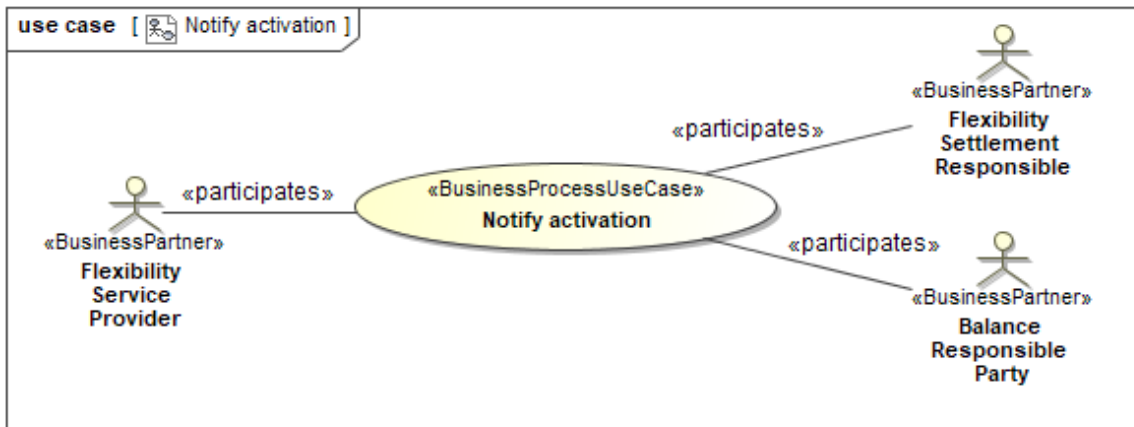 use case [ Notify activation ]
«BusinessPartner»
Flexibility
Settlement
Responsible
«participates»
«participates»
«BusinessProcessUseCase»
Notify activation
«BusinessPartner»
Flexibility
Service
Provider
«participates»
«BusinessPartner»
Balance
Responsible
Party